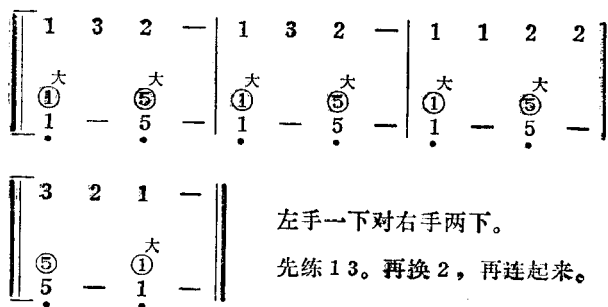 1 3 2 — | 1 3 2 — | 1 1 2 2
大 大 大 大 大 大
① ⑤ ① ⑤ ① ⑤
1 — 5 — | 1 — 5 — | 1 — 5 —
3 2 1 —
大
⑤ ①
5 — 1 —
左手一下对右手两下。
先练13。再换2，再连起来。